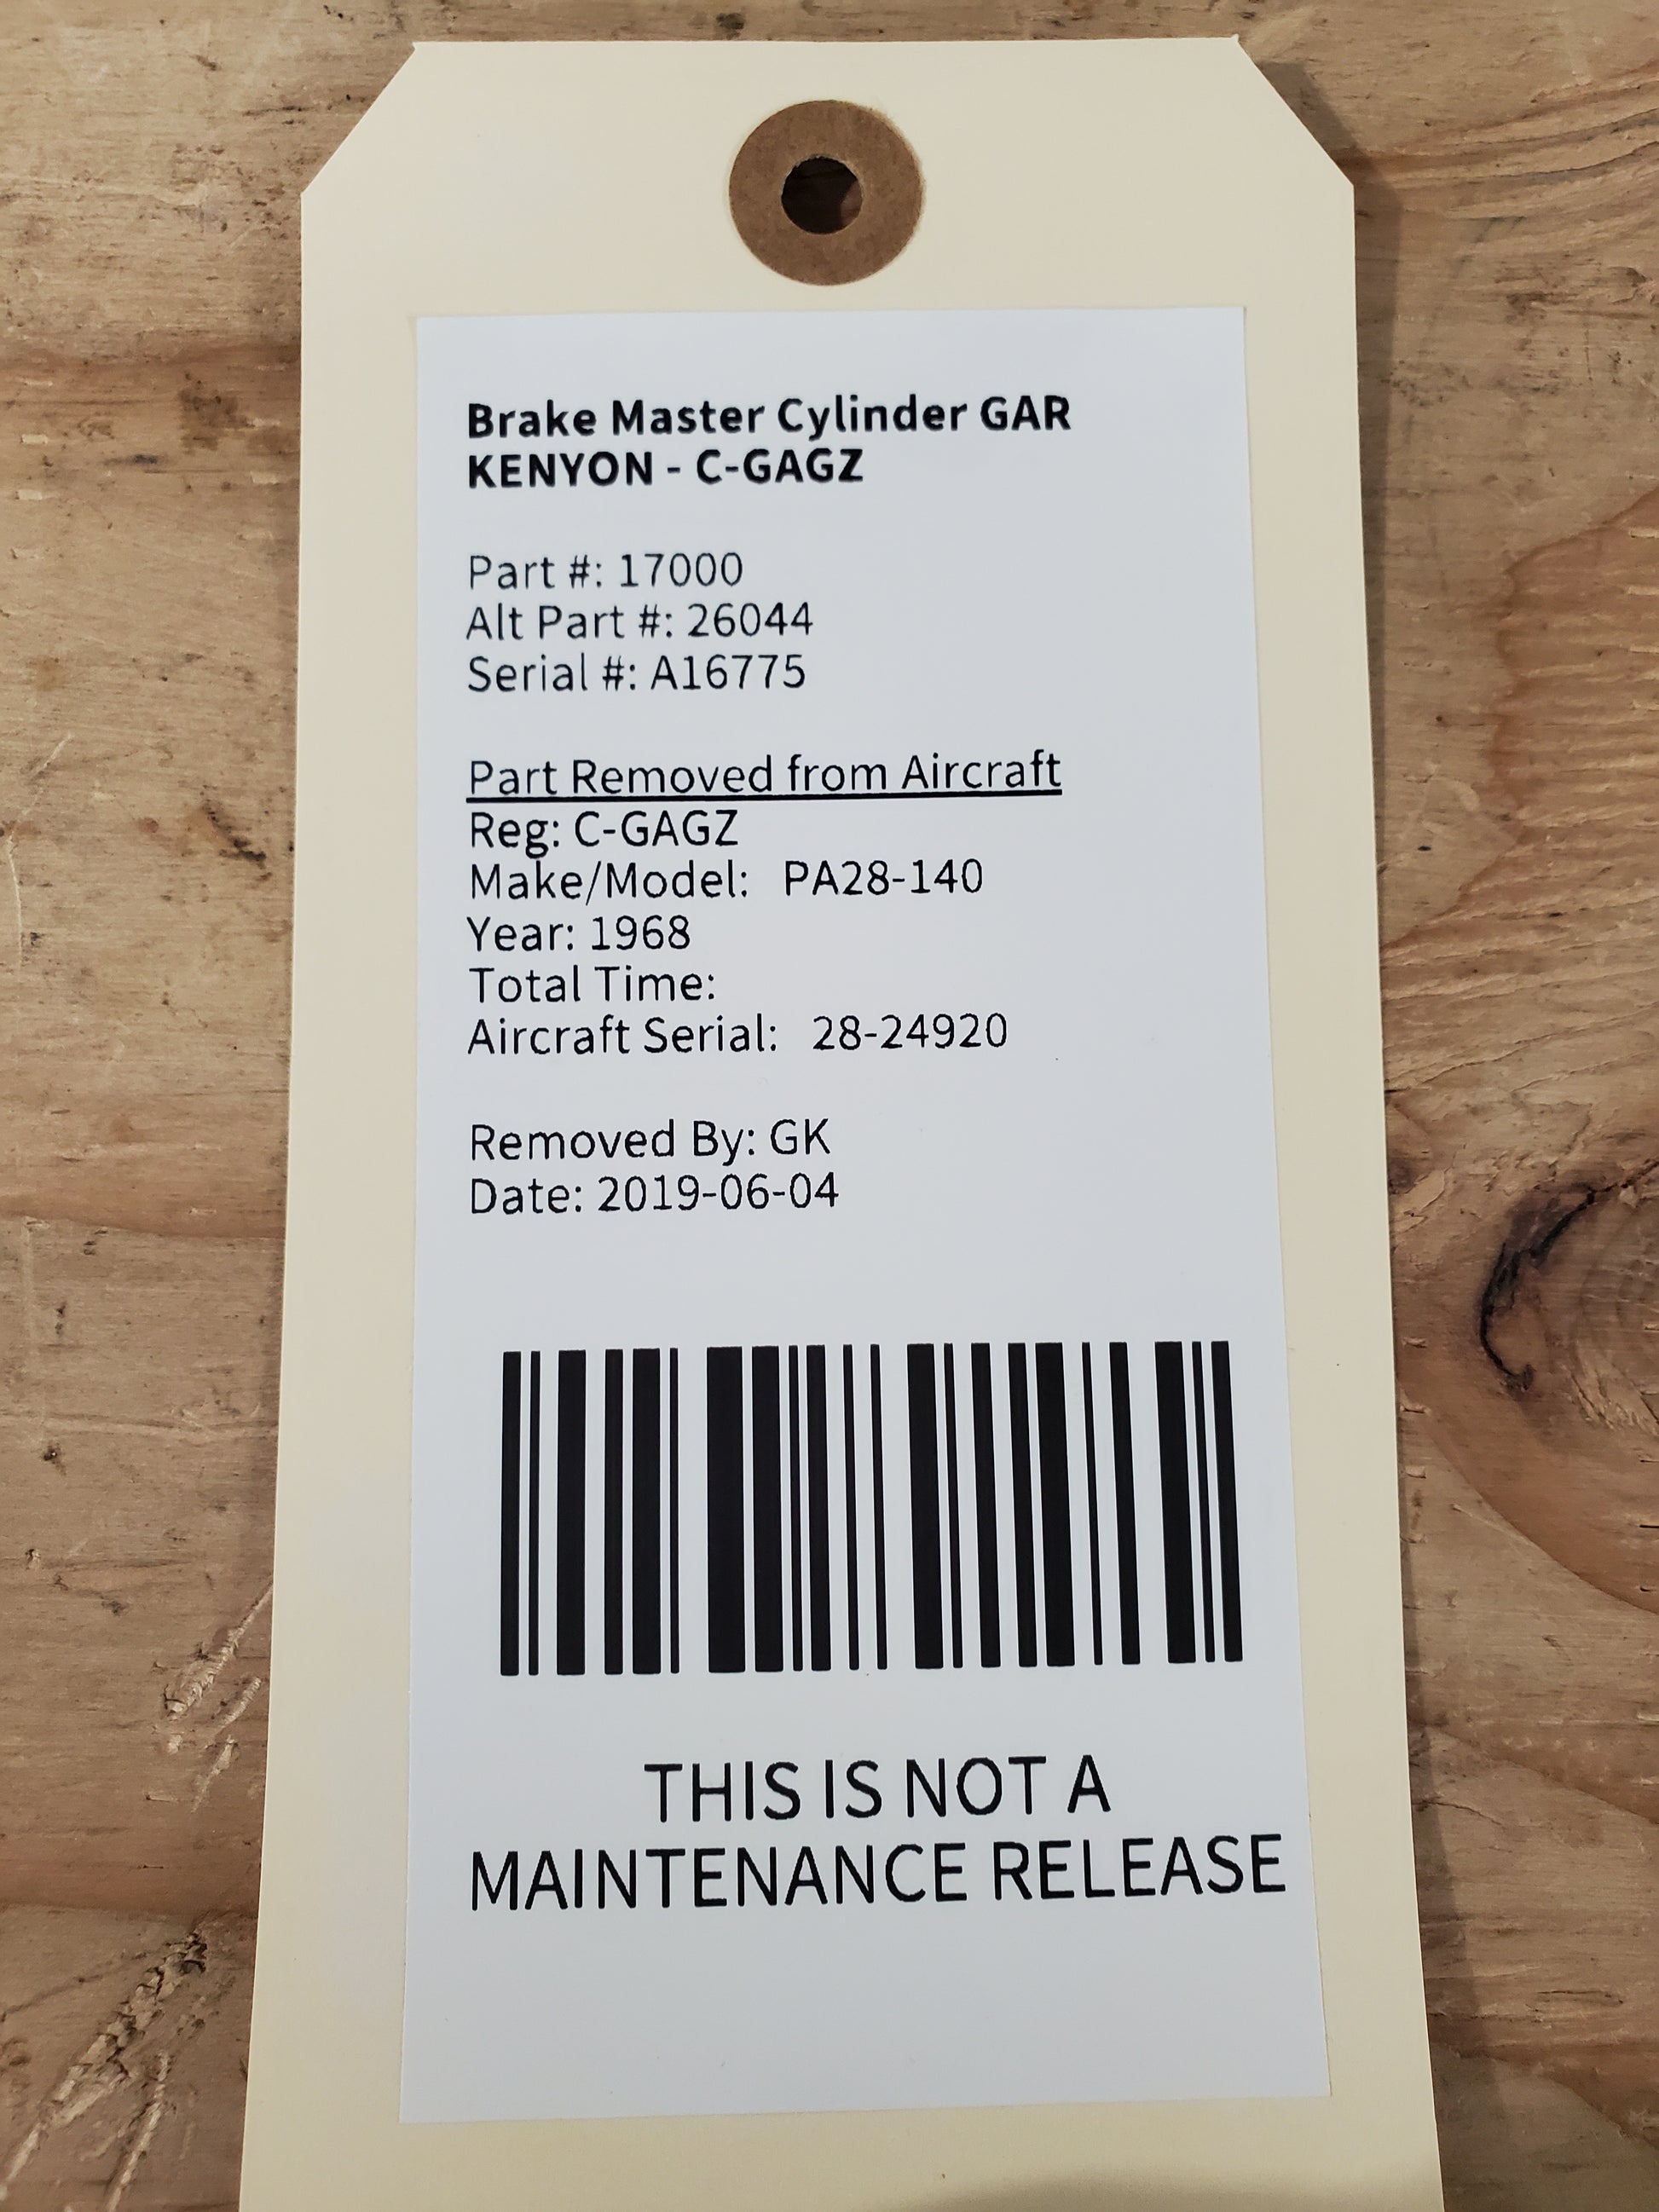 Brake Master Cylinder GAR
KENYON - C-GAGZ
Part #: 17000
Alt Part #: 26044
Serial #: A16775
Part Removed from Aircraft
Reg: C-GAGZ
Make/Model: PA28-140
Year: 1968
Total Time:
Aircraft Serial: 28-24920
Removed By: GK
Date: 2019-06-04
THIS IS NOT A
MAINTENANCE RELEASE